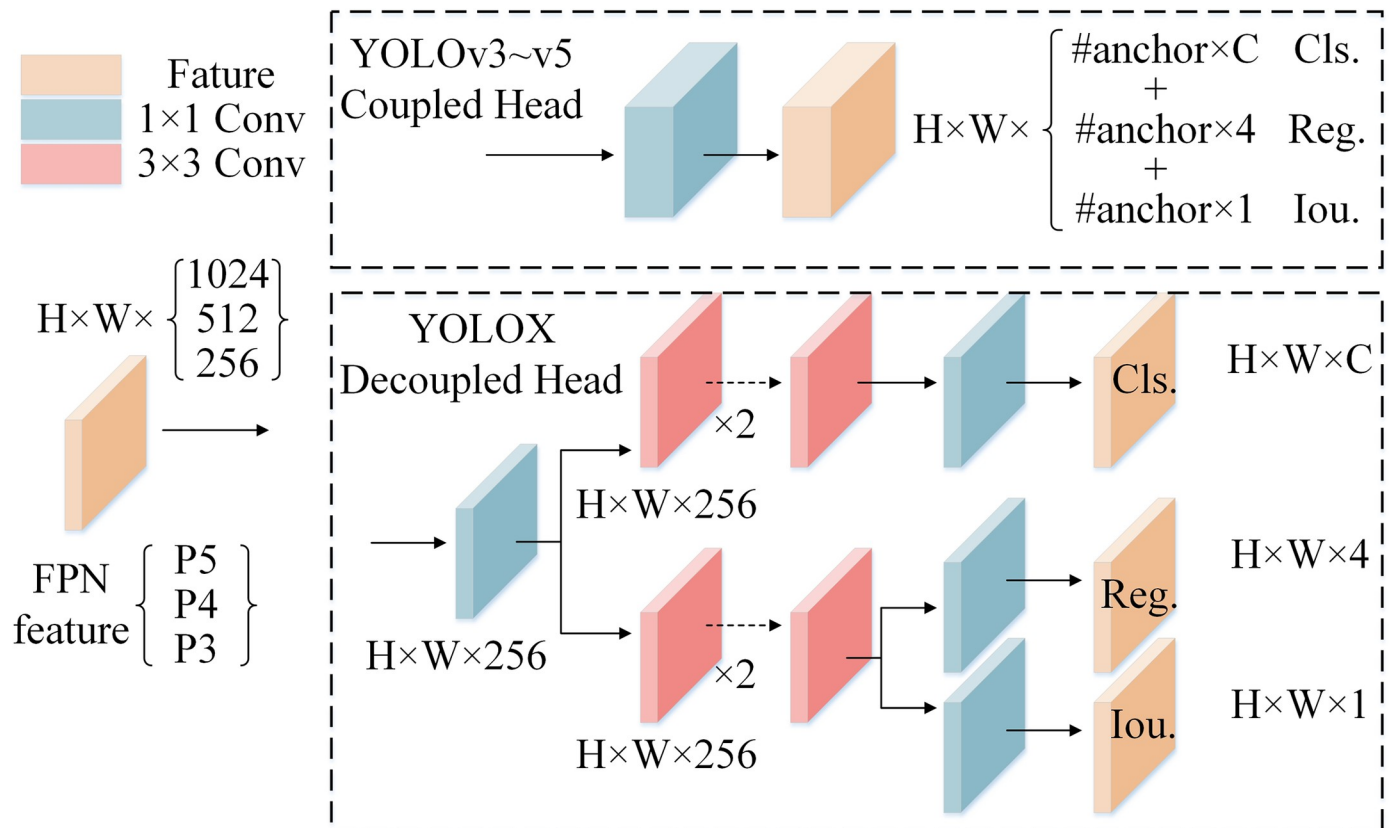 Fature
1×1 Conv
3×3 Conv
H×W×
1024
512
256
FPN
feature
P5
P4
P3
YOLOv3~v5
Coupled Head
H×W×
#anchor×C Cls.
+
#anchor×4 Reg.
+
#anchor×1 Iou.
YOLOX
Decoupled Head
×2
H×W×256
Cls.
H×W×C
H×W×256
×2
H×W×256
Reg.
H×W×4
Iou.
H×W×1